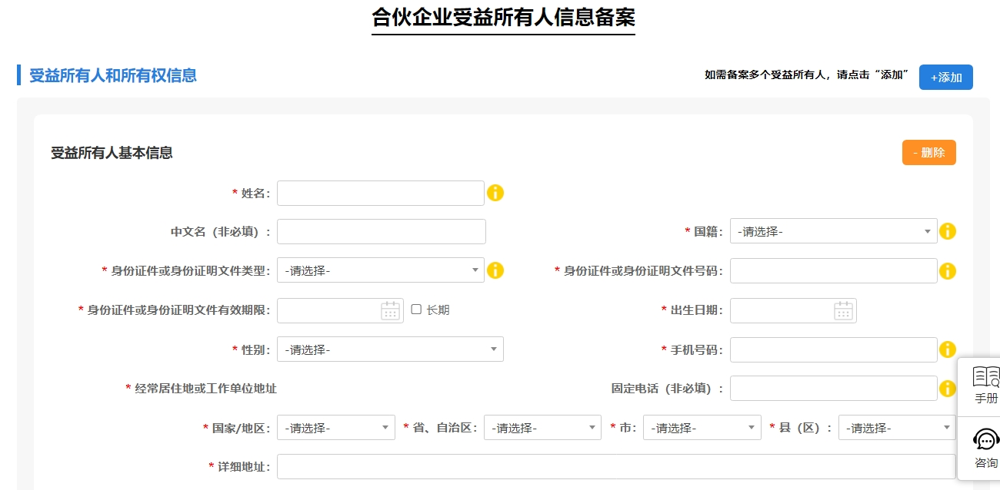 合伙企业受益所有人信息备案
受益所有人和所有权信息
如需备案多个受益所有人，请点击“添加” +添加
受益所有人基本信息 - 删除
* 姓名：
中文名（非必填）： * 国籍： -请选择-
* 身份证件或身份证明文件类型： -请选择- * 身份证件或身份证明文件号码：
* 身份证件或身份证明文件有效期限： 长期 * 出生日期：
* 性别： -请选择- * 手机号码：
* 经常居住地或工作单位地址 固定电话（非必填）：
* 国家/地区： -请选择- * 省、自治区： -请选择- * 市： -请选择- * 县（区）： -请选择-
* 详细地址：
手册
咨询